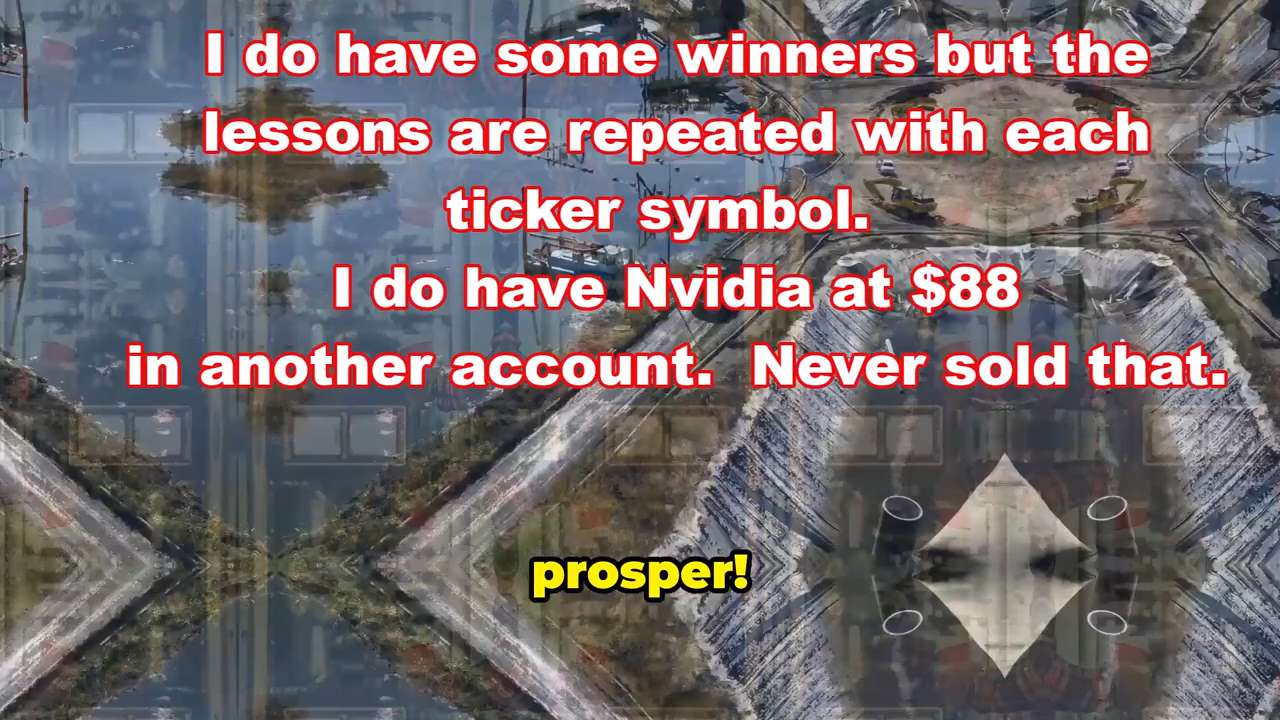 I do have some winners but the
lessons are repeated with each
ticker symbol.
I do have Nvidia at $88
in another account.  Never sold that.
prosper!